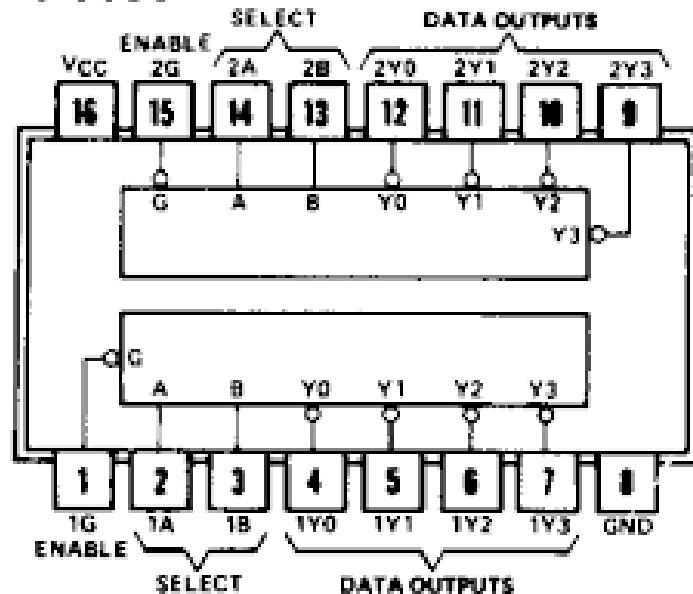 SELECT DATA OUTPUTS
ENABLE
VCC 2G 2A 2B 2Y0 2Y1 2Y2 2Y3
16 15 14 13 12 11 10 9
G A B Y0 Y1 Y2
Y3
G
A B Y0 Y1 Y2 Y3
1 2 3 4 5 6 7 8
1G 1A 1B 1Y0 1Y1 1Y2 1Y3 GND
ENABLE
SELECT DATA OUTPUTS